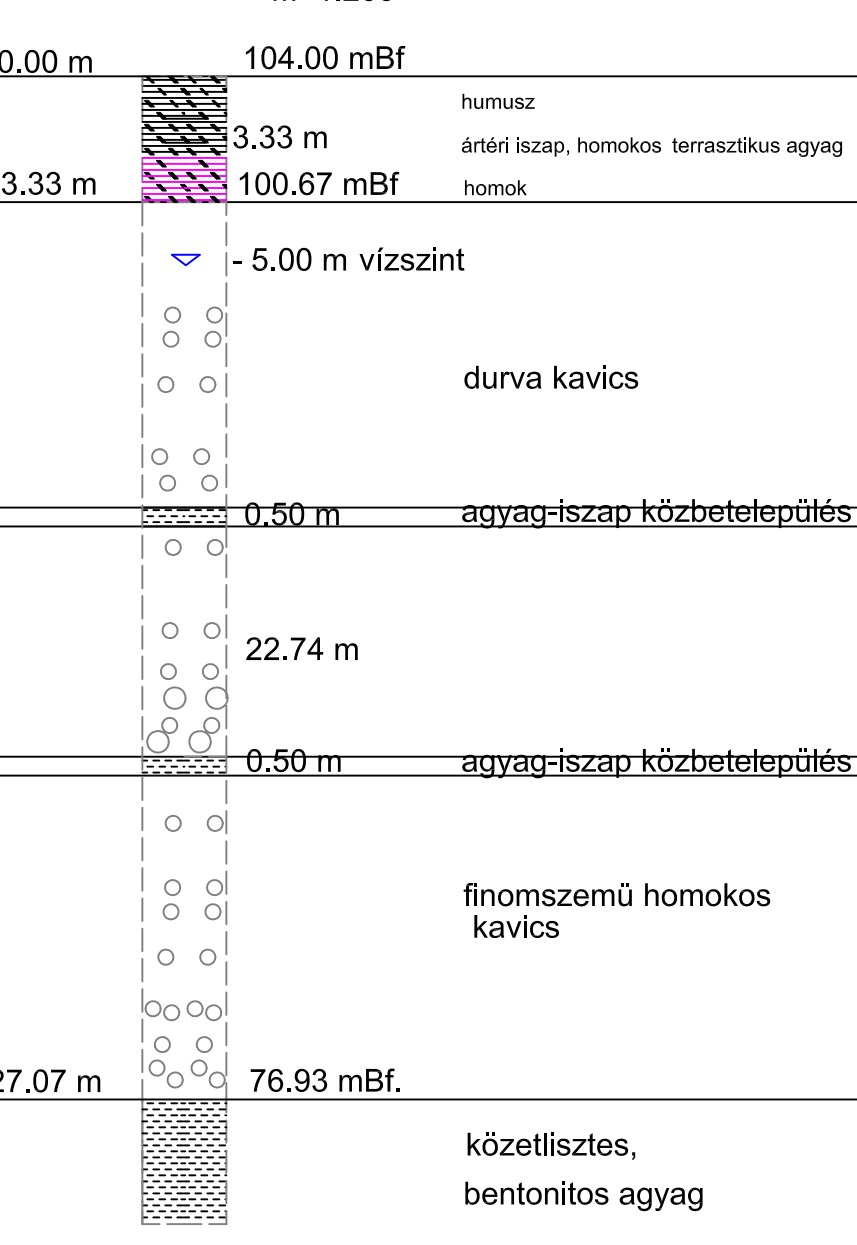 0.00 m 104.00 mBf
humusz
3.33 m ártéri iszap, homokos terrasztikus agyag
3.33 m 100.67 mBf homok
- 5.00 m vízszint
durva kavics
0.50 m agyag-iszap közbetelepülés
22.74 m
0.50 m agyag-iszap közbetelepülés
finomszemü homokos
kavics
27.07 m 76.93 mBf.
közetlisztes,
bentonitos agyag